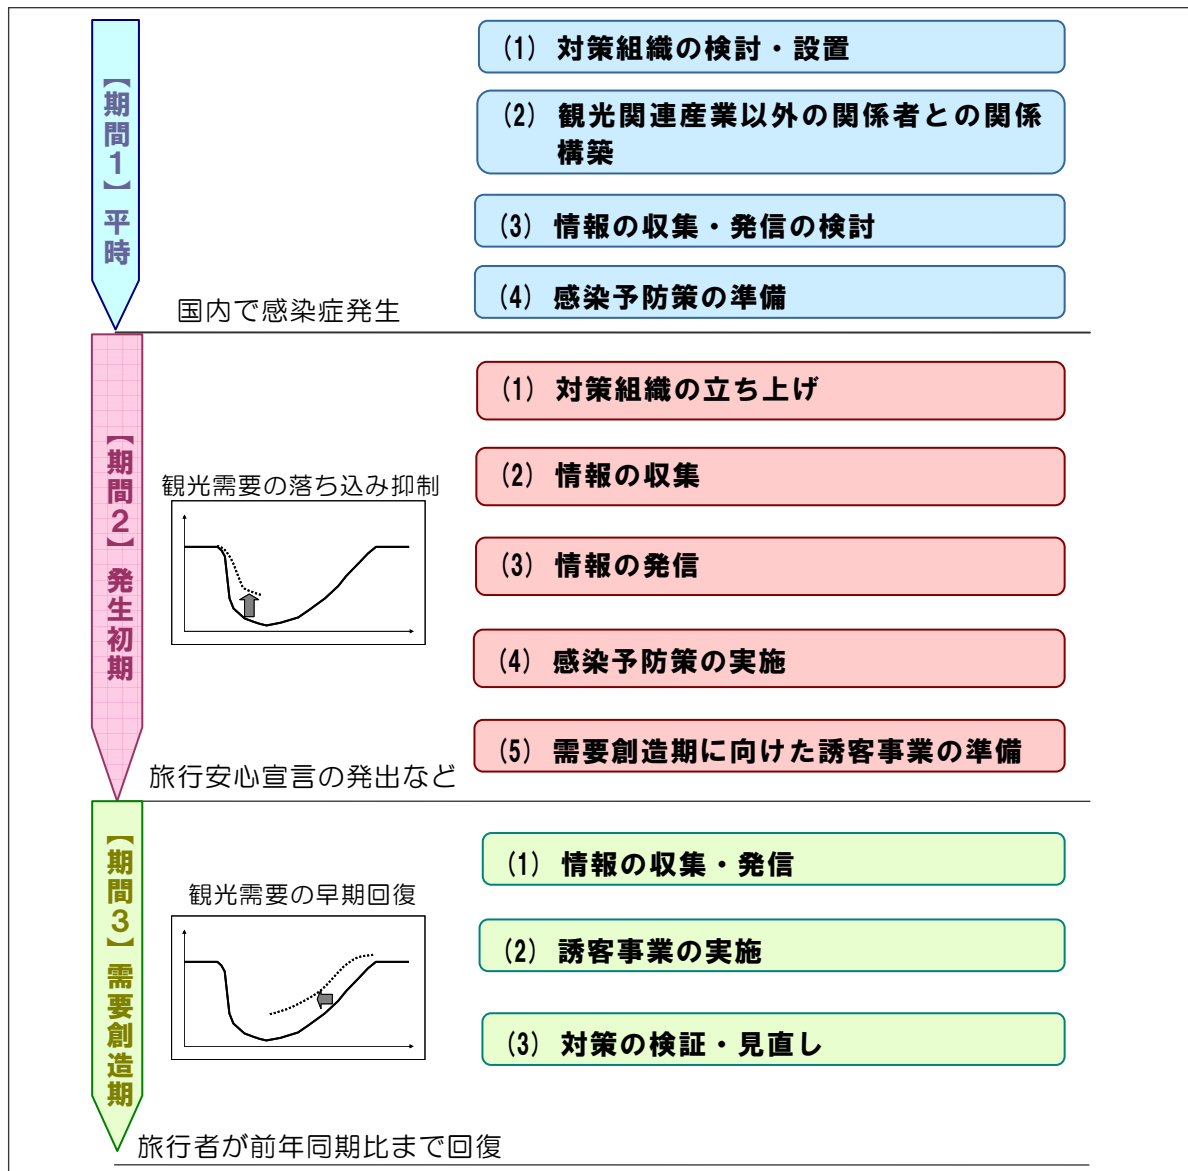 【期間1】平時
(1) 対策組織の検討・設置
(2) 観光関連産業以外の関係者との関係
構築
(3) 情報の収集・発信の検討
(4) 感染予防策の準備
国内で感染症発生
【期間2】発生初期
(1) 対策組織の立ち上げ
(2) 情報の収集
観光需要の落ち込み抑制
(3) 情報の発信
(4) 感染予防策の実施
(5) 需要創造期に向けた誘客事業の準備
旅行安心宣言の発出など
【期間3】需要創造期
(1) 情報の収集・発信
観光需要の早期回復
(2) 誘客事業の実施
(3) 対策の検証・見直し
旅行者が前年同期比まで回復